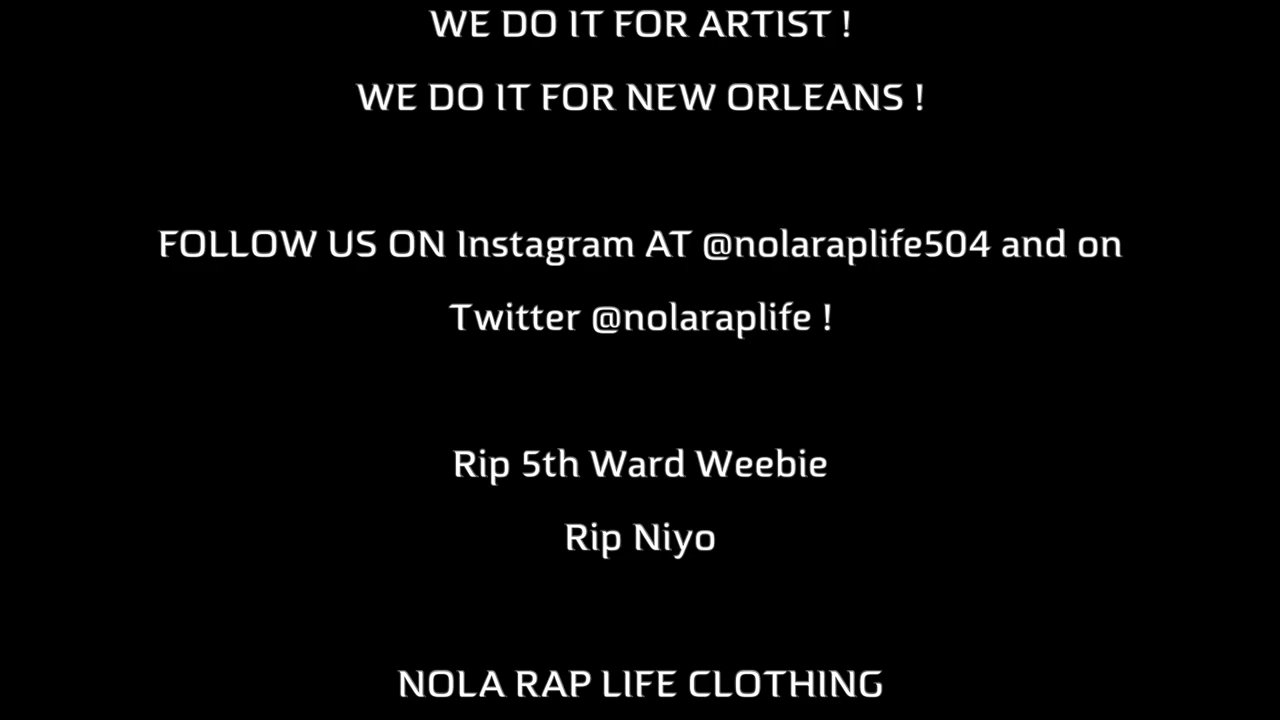 WE DO IT FOR ARTIST !
WE DO IT FOR NEW ORLEANS !
FOLLOW US ON Instagram AT @nolaraplife504 and on
Twitter @nolaraplife !
Rip 5th Ward Weebie
Rip Niyo
NOLA RAP LIFE CLOTHING